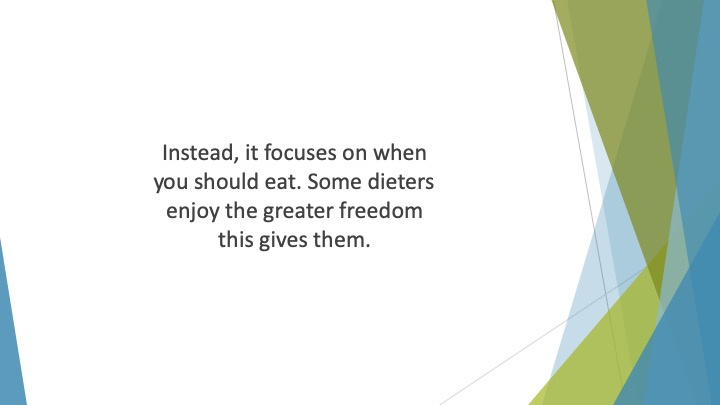 Instead, it focuses on when
you should eat. Some dieters
enjoy the greater freedom
this gives them.